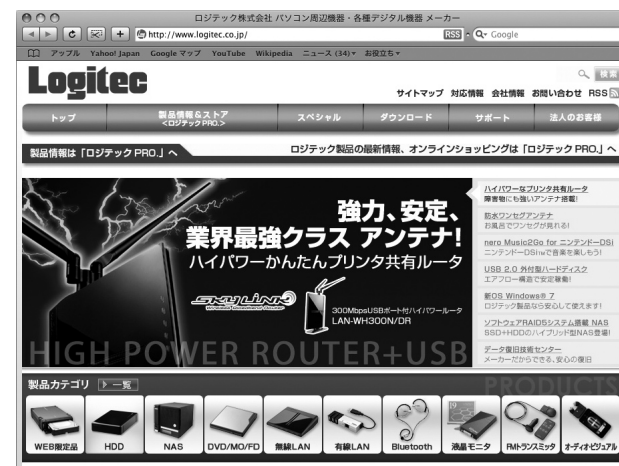 ロジテック株式会社 パソコン周辺機器・各種デジタル機器 メーカー
http://www.logitec.co.jp/
RSS
Google
アップル Yahoo! Japan Google マップ YouTube Wikipedia ニュース (34) お役立ち
Logitec
検索
サイトマップ 対応情報 会社情報 お問い合わせ RSS
トップ
製品情報&ストア
<ロジテック PRO.>
スペシャル
ダウンロード
サポート
法人のお客様
製品情報は「ロジテック PRO.」へ
ロジテック製品の最新情報、オンラインショッピングは「ロジテック PRO.」へ
強力、安定、
業界最強クラス アンテナ!
ハイパワーかんたんプリンタ共有ルータ
SKYLINK
300MbpsUSBポート付ハイパワールータ
LAN-WH300N/DR
HIGH POWER ROUTER+USB
ハイパワーなプリンタ共有ルータ
障害物にも強いアンテナ搭載!
防水ワンセグアンテナ
お風呂でワンセグが見れる!
nero Music2Go for ニンテンドーDSi
ニンテンドーDSi™で音楽を楽しもう!
USB 2.0 外付型ハードディスク
エアフロー構造で安定稼働!
新OS Windows® 7
ロジテック製品なら安心して使えます!
ソフトウェアRAID5システム搭載 NAS
SSD+HDDのハイブリッド型NAS登場!
データ復旧技術センター
メーカーだからできる、安心の復旧
製品カテゴリ 一覧
PRODUCTS
WEB限定品
HDD
NAS
DVD/MO/FD
無線LAN
有線LAN
Bluetooth
液晶モニタ
FMトランスミッタ
オーディオ・ビジュアル